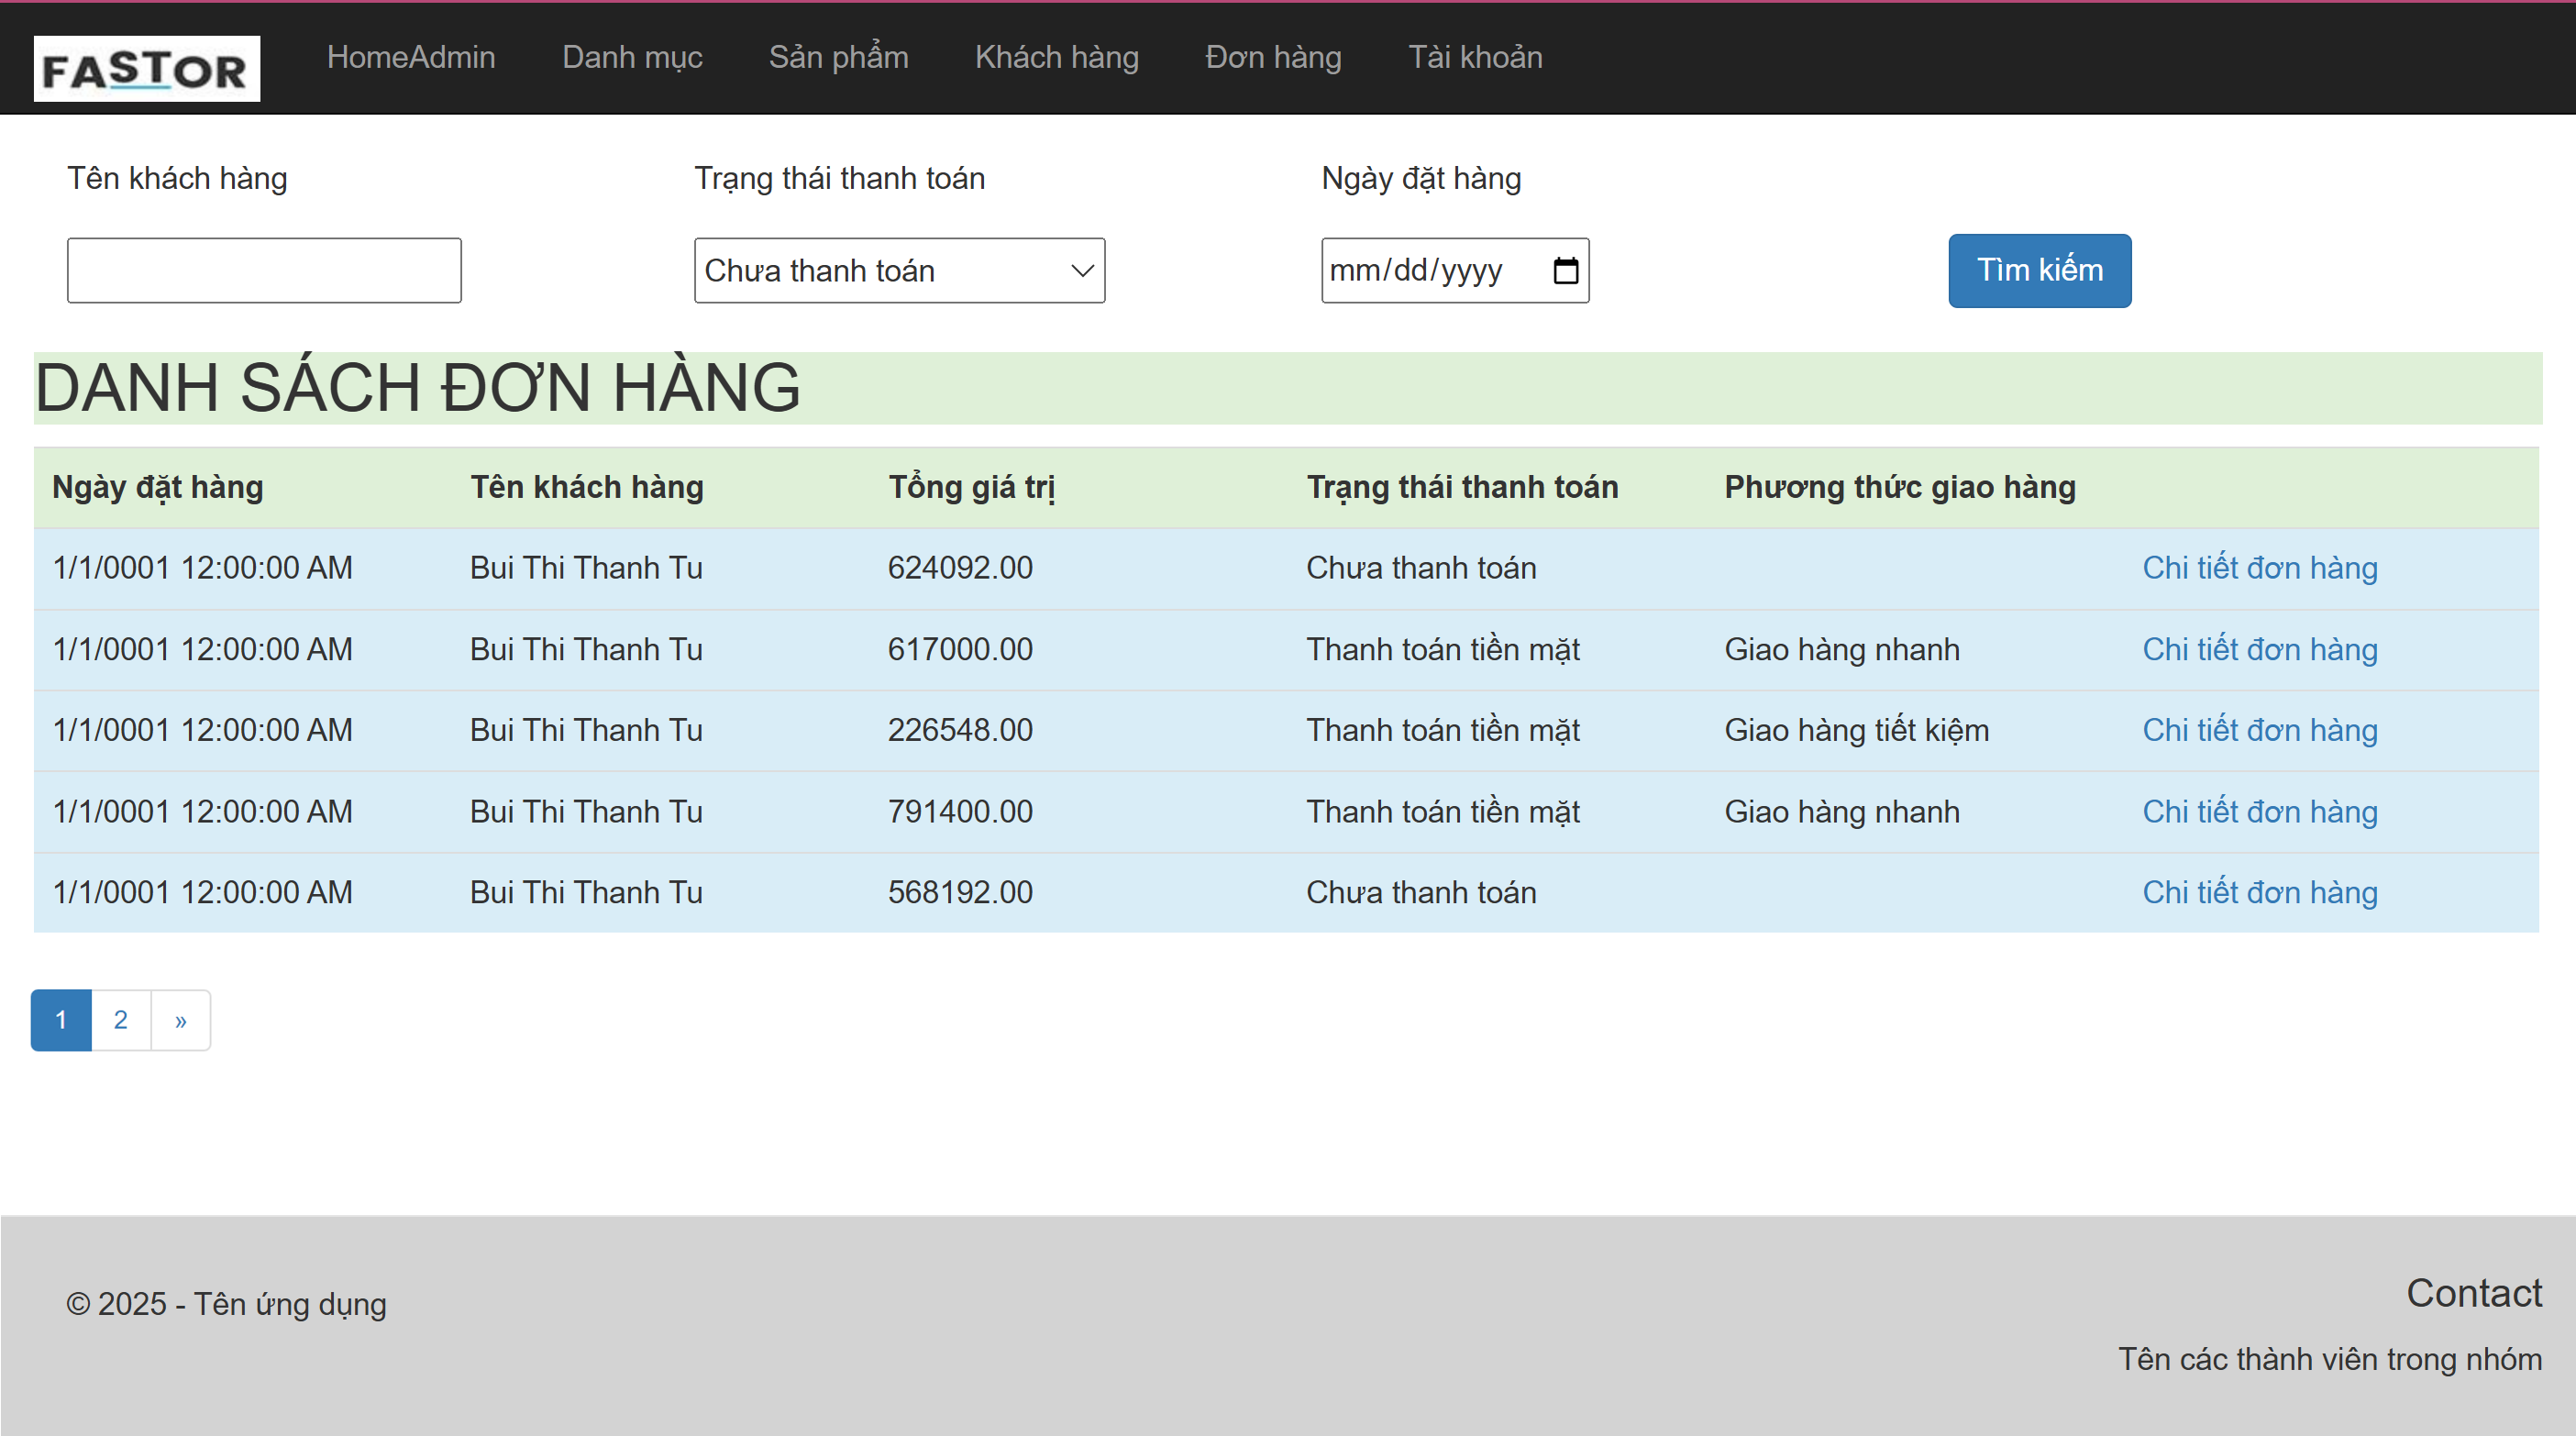 FASTOR HomeAdmin Danh mục Sản phẩm Khách hàng Đơn hàng Tài khoản
Tên khách hàng Trạng thái thanh toán Ngày đặt hàng
Chưa thanh toán mm/dd/yyyy Tìm kiếm
DANH SÁCH ĐƠN HÀNG
Ngày đặt hàng Tên khách hàng Tổng giá trị Trạng thái thanh toán Phương thức giao hàng
1/1/0001 12:00:00 AM Bui Thi Thanh Tu 624092.00 Chưa thanh toán Chi tiết đơn hàng
1/1/0001 12:00:00 AM Bui Thi Thanh Tu 617000.00 Thanh toán tiền mặt Giao hàng nhanh Chi tiết đơn hàng
1/1/0001 12:00:00 AM Bui Thi Thanh Tu 226548.00 Thanh toán tiền mặt Giao hàng tiết kiệm Chi tiết đơn hàng
1/1/0001 12:00:00 AM Bui Thi Thanh Tu 791400.00 Thanh toán tiền mặt Giao hàng nhanh Chi tiết đơn hàng
1/1/0001 12:00:00 AM Bui Thi Thanh Tu 568192.00 Chưa thanh toán Chi tiết đơn hàng
1 2 »
© 2025 - Tên ứng dụng Contact
Tên các thành viên trong nhóm